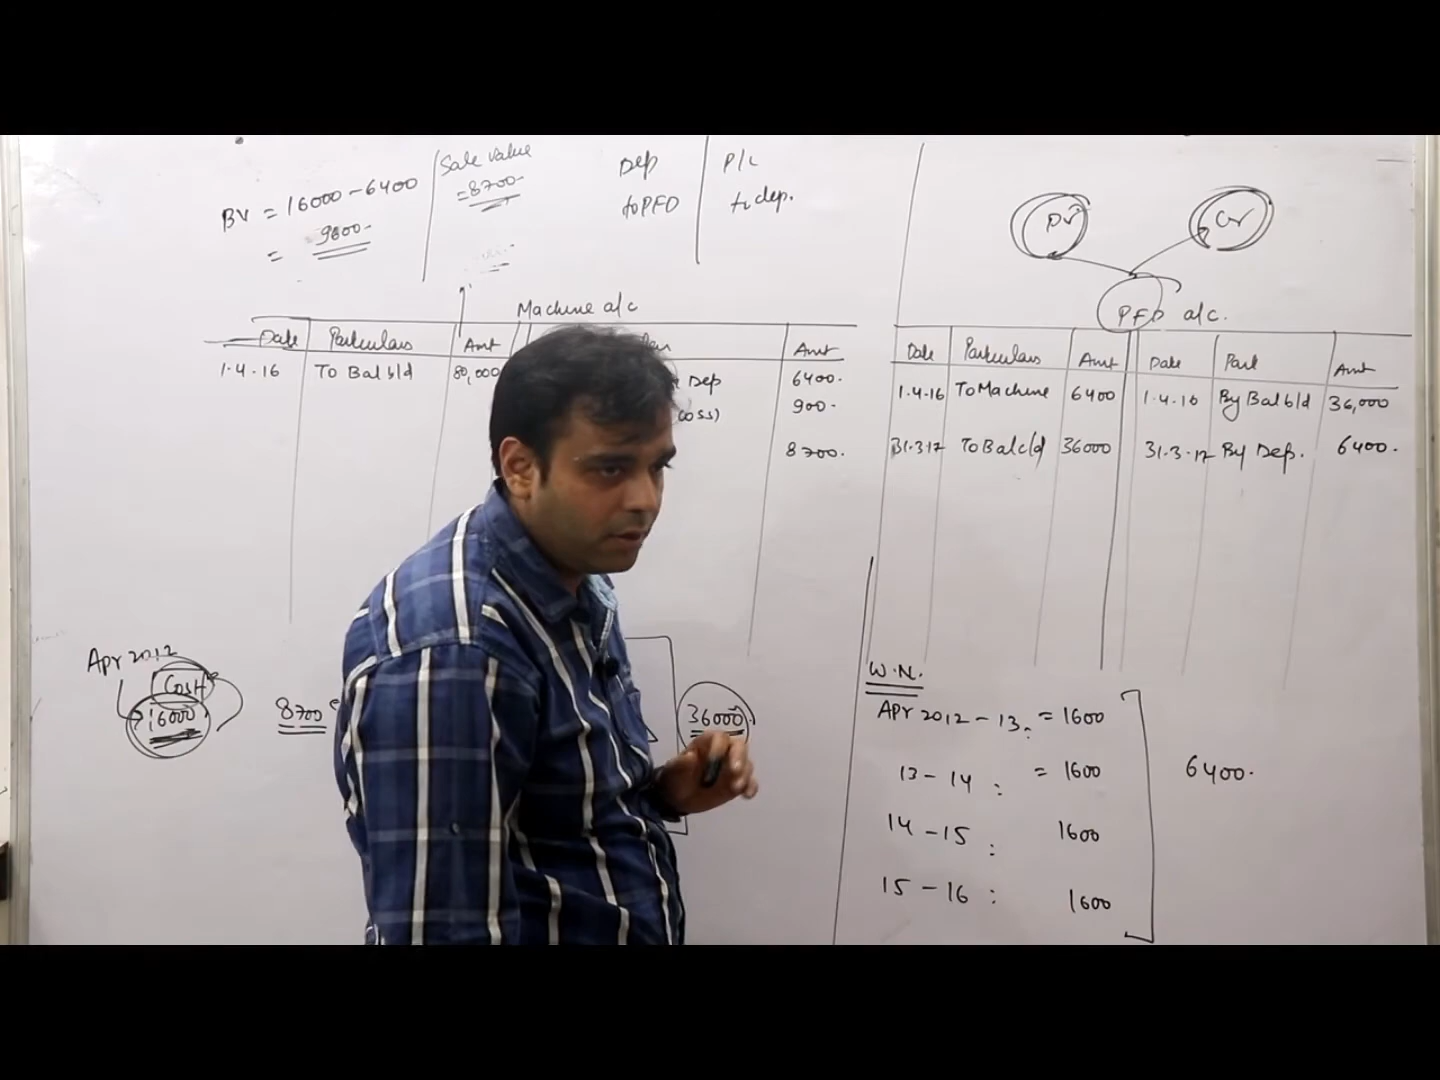 BV = 16000 - 6400
= 9600.
Sale value
= 8700
Dep
to PFD
P/L
to dep.
Dr
Cr
Machine a/c
Date Particulars Amt
Amt
1.4.16 To Bal b/d 80,000
Dep 6400.
Loss) 900.
8700.
PFD a/c.
Date Particulars Amt Date Part Amt
1.4.16 To Machine 6400 1.4.16 By Bal b/d 36,000
31.3.17 To Bal c/d 36000 31.3.17 By Dep. 6400.
Apr 2012
Cost
16000
8700
36000
W.N.
Apr 2012 - 13 : = 1600
13 - 14 : = 1600
14 - 15 : 1600
15 - 16 : 1600
6400.